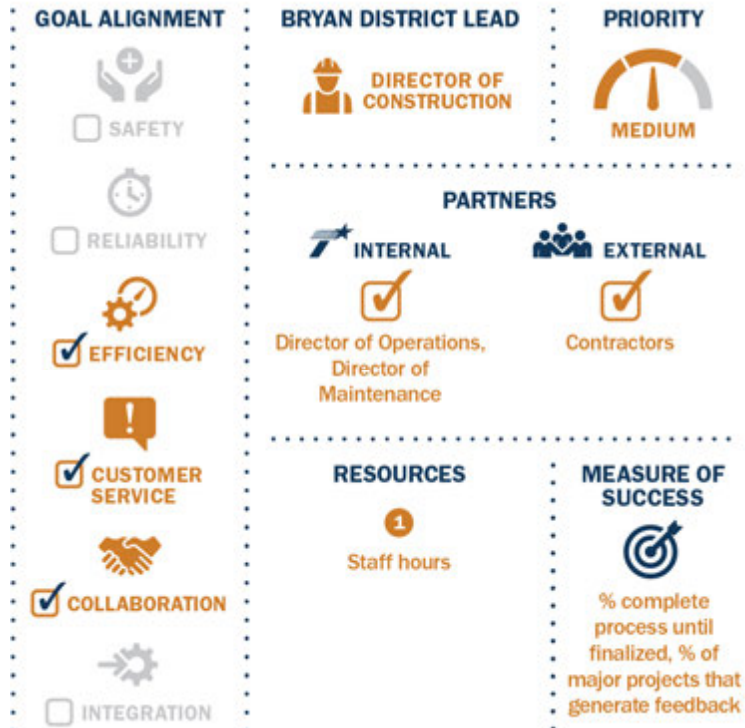 GOAL ALIGNMENT
SAFETY
RELIABILITY
EFFICIENCY
CUSTOMER
SERVICE
COLLABORATION
INTEGRATION
BRYAN DISTRICT LEAD
DIRECTOR OF
CONSTRUCTION
PRIORITY
MEDIUM
PARTNERS
INTERNAL
Director of Operations,
Director of
Maintenance
EXTERNAL
Contractors
RESOURCES
1
Staff hours
MEASURE OF
SUCCESS
% complete
process until
finalized, % of
major projects that
generate feedback